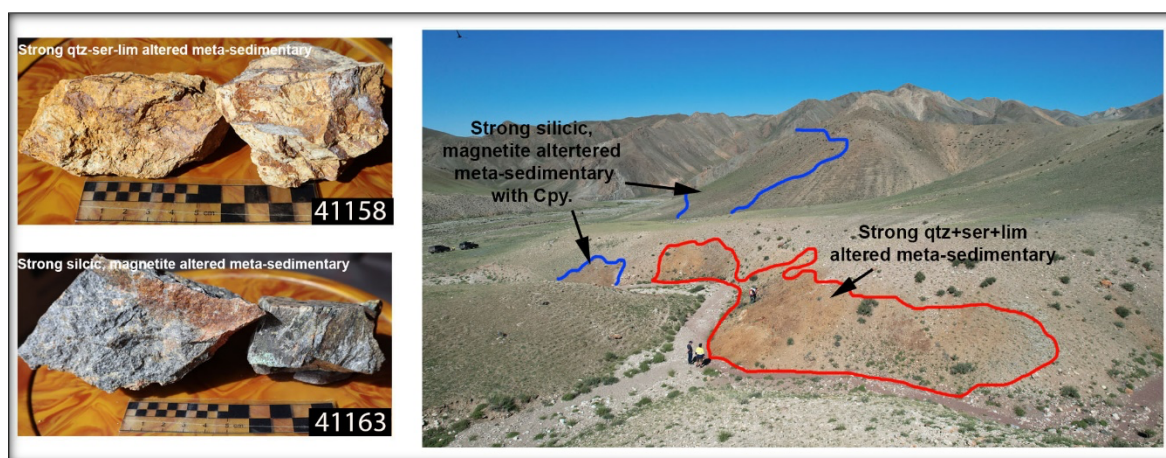 Strong qtz-ser-lim altered meta-sedimentary
41158
Strong silcic, magnetite altered meta-sedimentary
41163
Strong silicic,
magnetite altertered
meta-sedimentary
with Cpy.
Strong qtz+ser+lim
altered meta-sedimentary